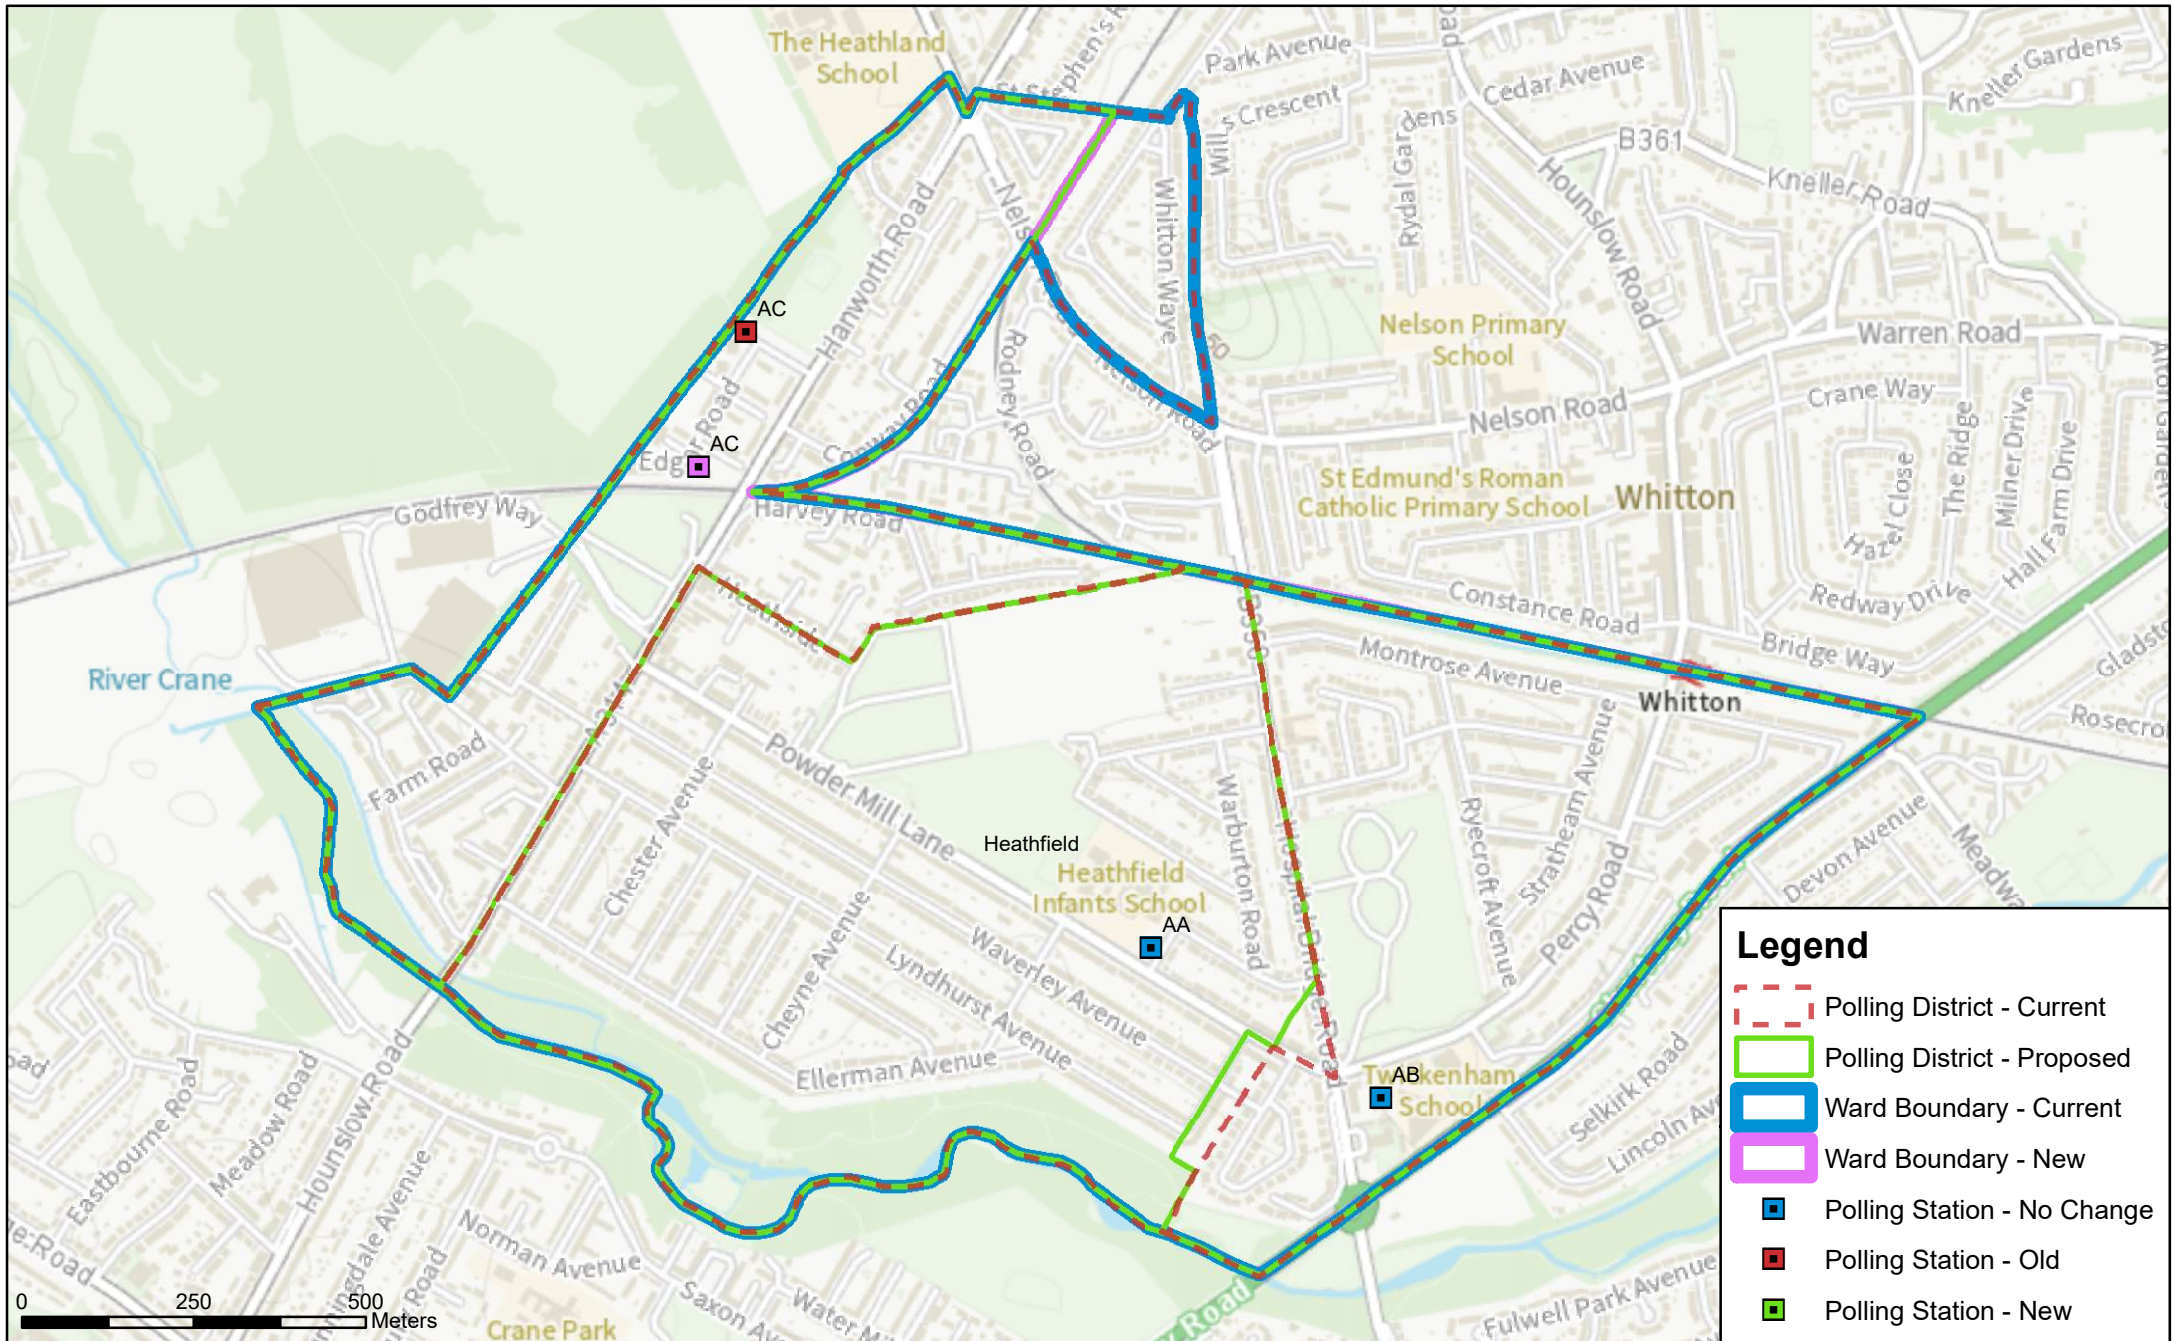 The Heathland
School
Park Avenue
Cedar Avenue
Kneller Gardens
s Crescent
B361
Kneller Road
Hounslow Road
Rydal Gardens
Whitton Waye
Hanworth Road
AC
Nelson Primary
School
Warren Road
Crane Way
Nelson Road
Rodney Road
Nelson Road
The Ridge
Milner Drive
Hall Farm Drive
Hazel Close
AC
St Edmund's Roman
Catholic Primary School
Whitton
Godfrey Way
Harvey Road
Constance Road
Redway Drive
Bridge Way
Montrose Avenue
Whitton
River Crane
Farm Road
Chester Avenue
Powder Mill Lane
Warburton Road
Ryecroft Avenue
Strathearn Avenue
Percy Road
Devon Avenue
Heathfield
Heathfield
Infants School
AA
Cheyne Avenue
Lyndhurst Avenue
Waverley Avenue
Ellerman Avenue
AB
School
Selkirk Road
Eastbourne Road
Meadow Road
Hounslow Road
Norman Avenue
Saxon
Crane Park
Fulwell Park Avenue
Legend
Polling District - Current
Polling District - Proposed
Ward Boundary - Current
Ward Boundary - New
Polling Station - No Change
Polling Station - Old
Polling Station - New
0 250 500
Meters